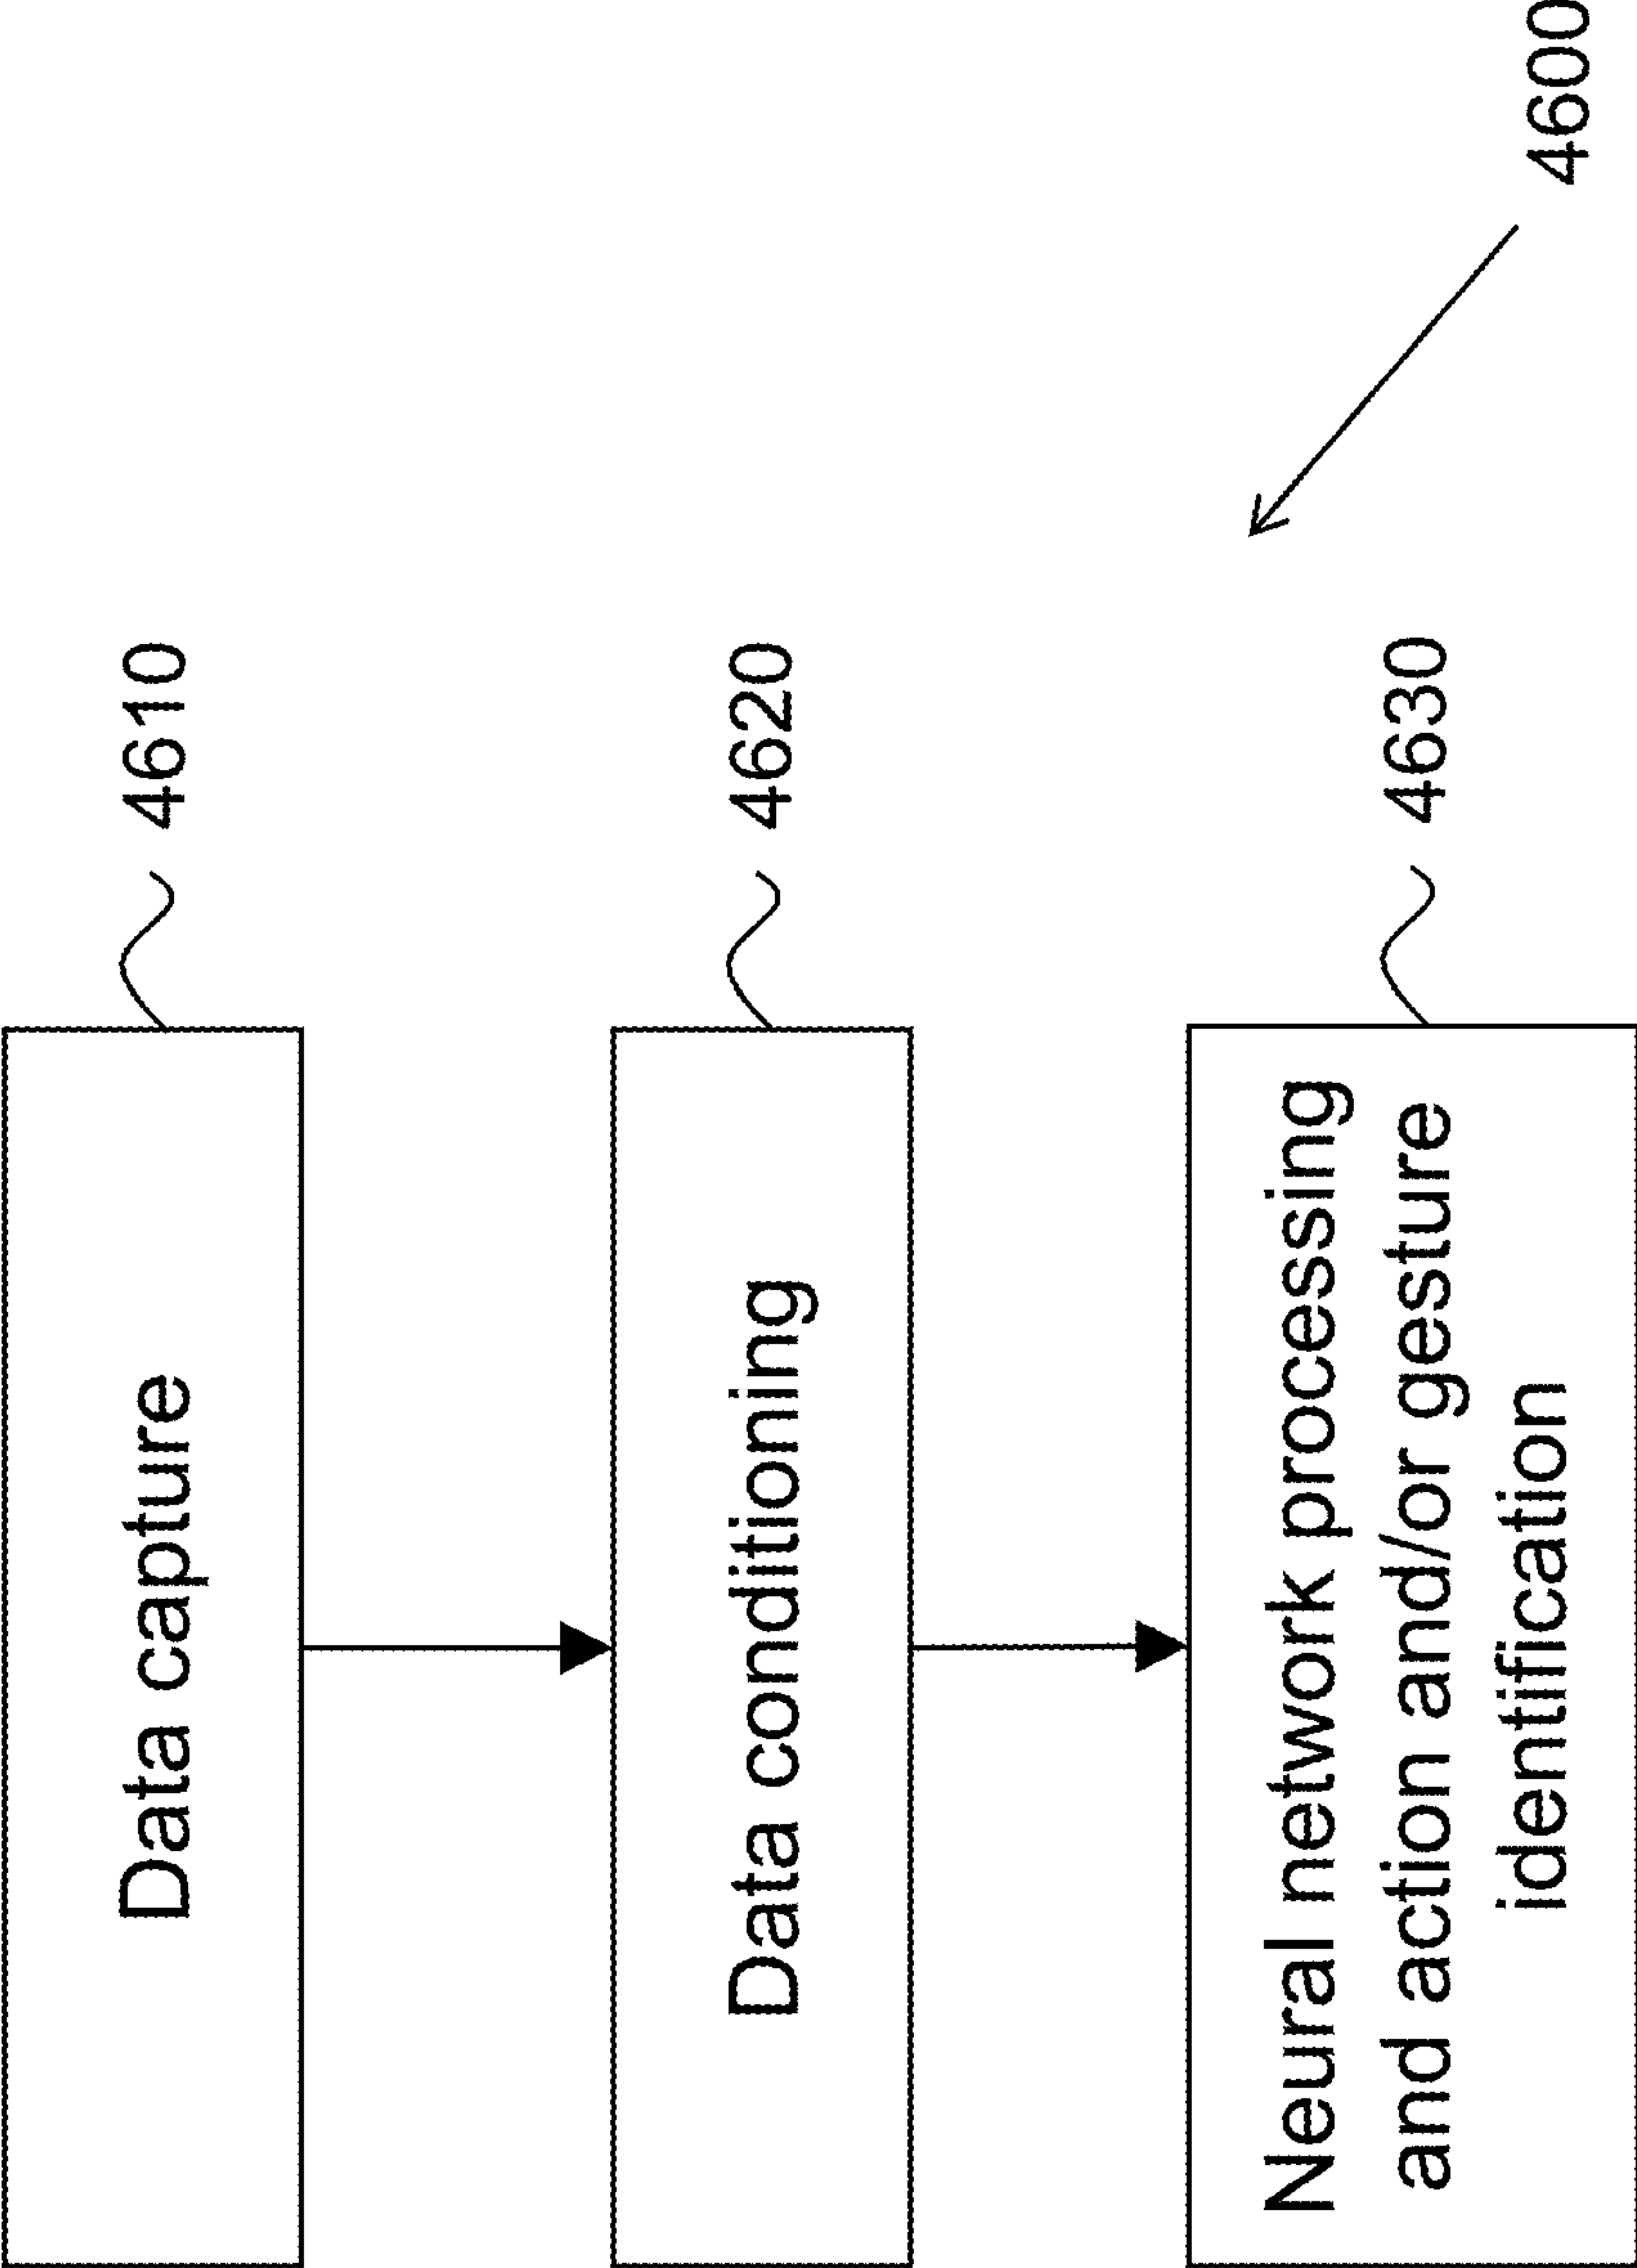 Data capture
4610
Data conditioning
4620
Neural network processing
and action and/or gesture
identification
4630
4600